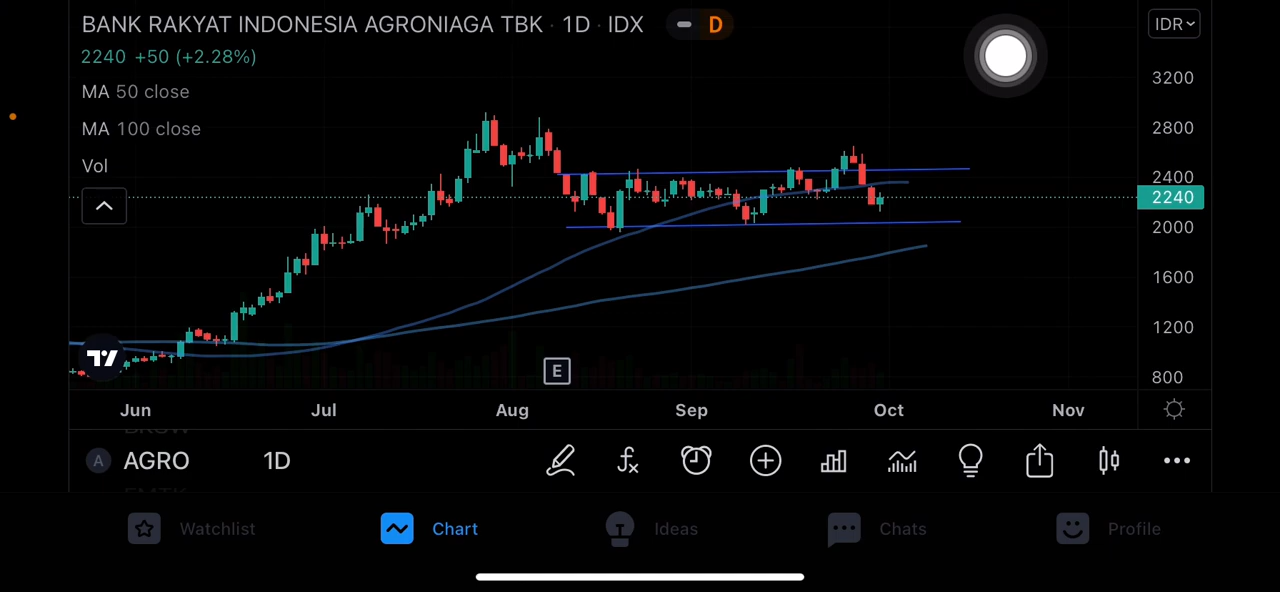 BANK RAKYAT INDONESIA AGRONIAGA TBK · 1D · IDX D IDR
2240 +50 (+2.28%)
MA 50 close
MA 100 close
Vol
3200
2800
2400
2240
2000
1600
1200
800
E
Jun Jul Aug Sep Oct Nov
A AGRO 1D
Watchlist Chart Ideas Chats Profile